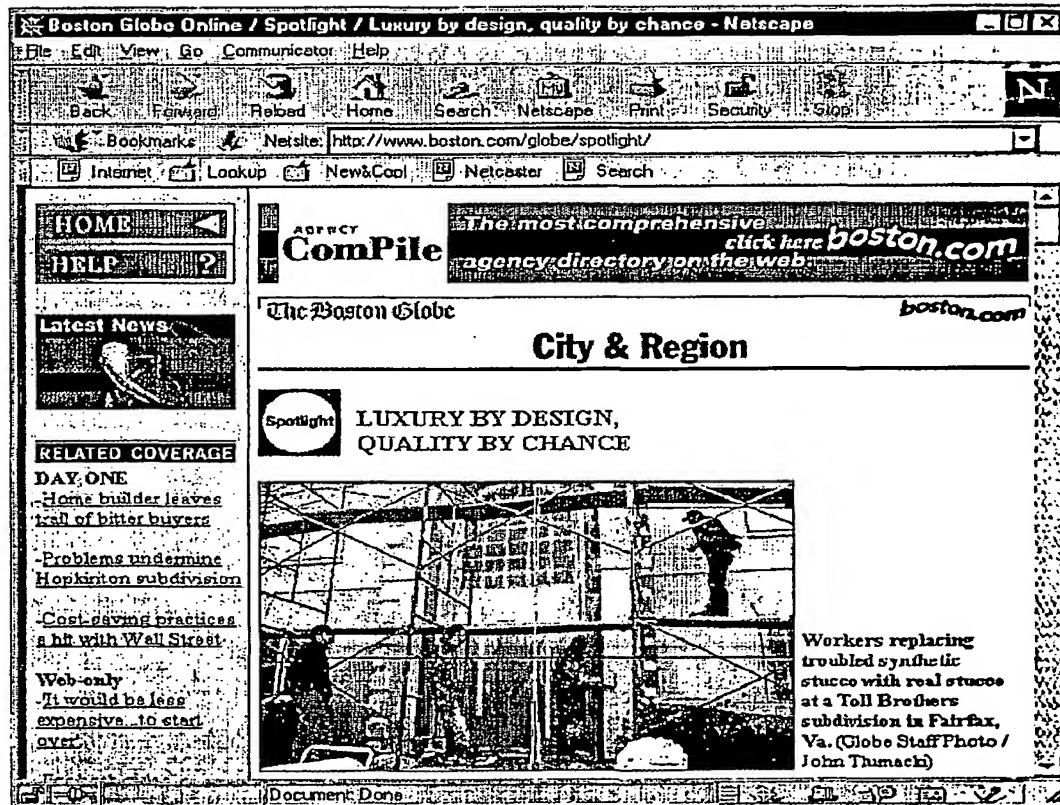 Boston Globe Online / Spotlight / Luxury by design, quality by chance - Netscape
File Edit View Go Communicator Help
Back Forward Reload Home Search Netscape Print Security Stop
Bookmarks Netsite: http://www.boston.com/globe/spotlight/
Internet Lookup New&Cool Netcaster Search
HOME
HELP ?
Latest News
RELATED COVERAGE
DAY ONE
-Home builder leaves
trail of bitter buyers
-Problems undermine
Hopkinton subdivision
-Cost-saving practices
a hit with Wall Street
Web-only
-'It would be less
expensive...to start
over.
AGENCY
ComPile
The most comprehensive
click here boston.com
agency directory on the web.
The Boston Globe
boston.com
City & Region
Spotlight
LUXURY BY DESIGN,
QUALITY BY CHANCE
Workers replacing
troubled synthetic
stucco with real stucco
at a Toll Brothers
subdivision in Fairfax,
Va. (Globe Staff Photo /
John Tlumacki)
Document: Done